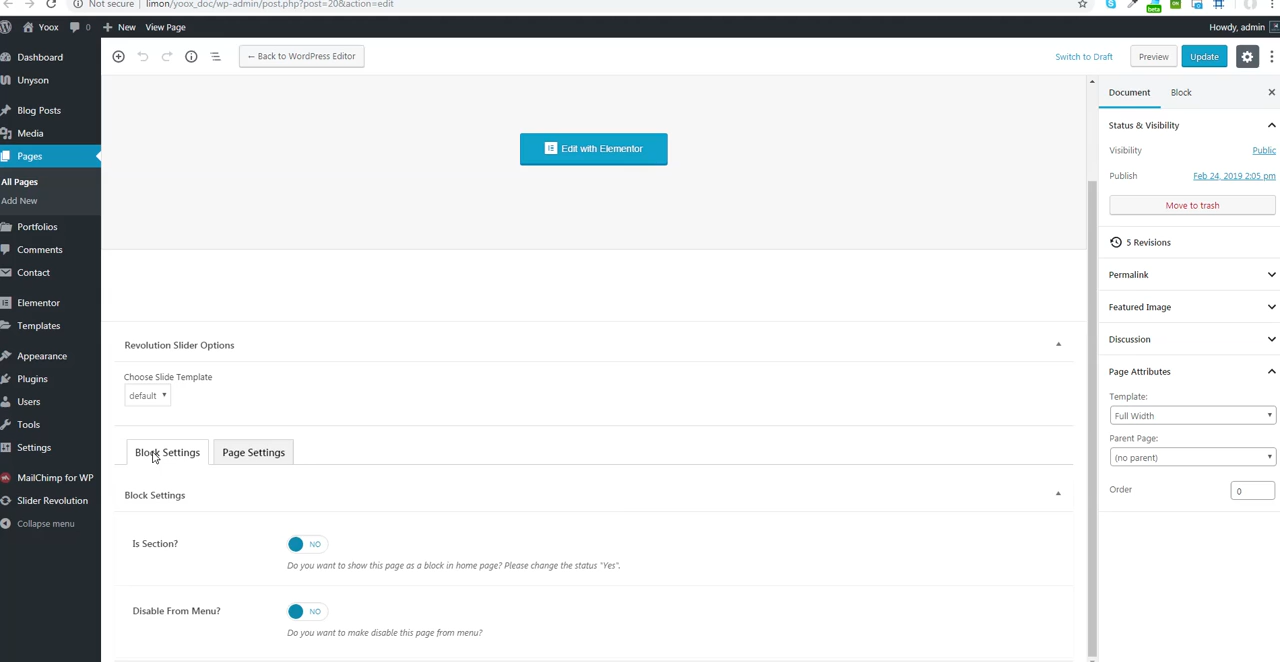 Not secure
limon/yoox_doc/wp-admin/post.php?post=20&action=edit
beta
Yoox
0
New
View Page
Howdy, admin
Dashboard
Unyson
Blog Posts
Media
Pages
All Pages
Add New
Portfolios
Comments
Contact
Elementor
Templates
Appearance
Plugins
Users
Tools
Settings
MailChimp for WP
Slider Revolution
Collapse menu
← Back to WordPress Editor
Switch to Draft
Preview
Update
Edit with Elementor
Revolution Slider Options
Choose Slide Template
default
Block Settings
Page Settings
Block Settings
Is Section?
NO
Do you want to show this page as a block in home page? Please change the status "Yes".
Disable From Menu?
NO
Do you want to make disable this page from menu?
Document
Block
Status & Visibility
Visibility
Public
Publish
Feb 24, 2019 2:05 pm
Move to trash
5 Revisions
Permalink
Featured Image
Discussion
Page Attributes
Template:
Full Width
Parent Page:
(no parent)
Order
0